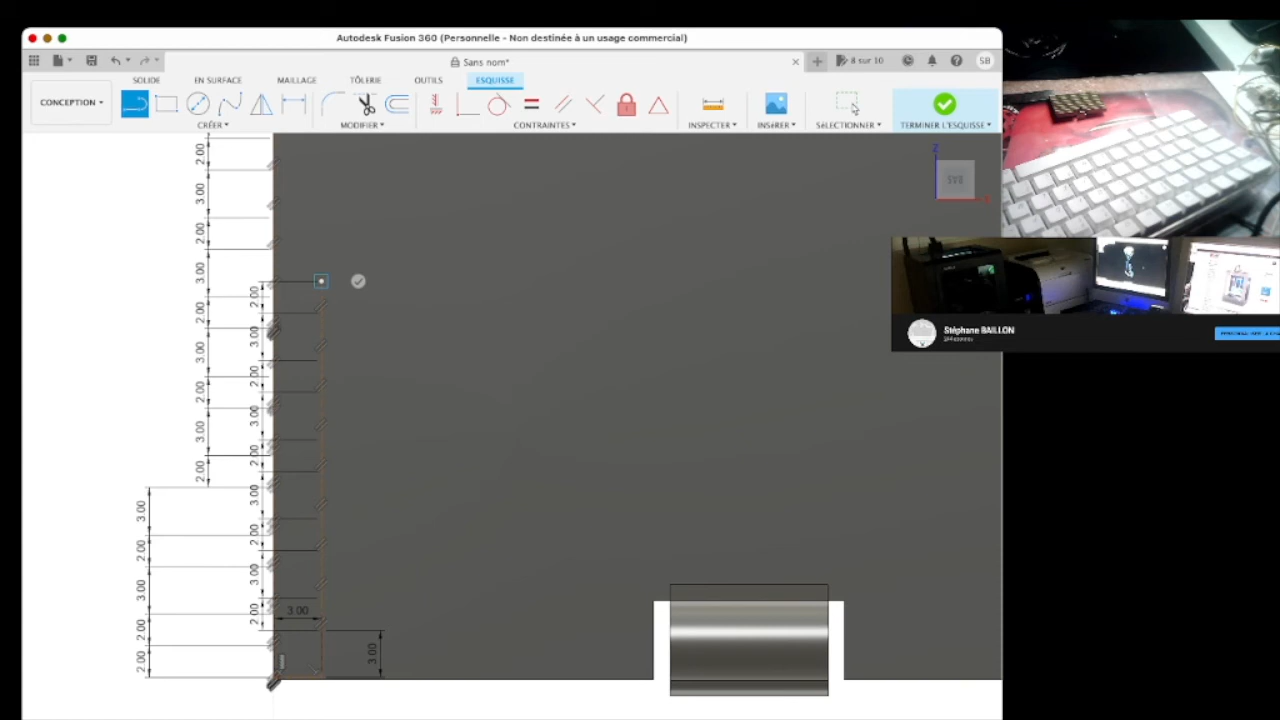 Autodesk Fusion 360 (Personnelle - Non destinée à un usage commercial)
Sans nom*
8 sur 10
SB
SOLIDE EN SURFACE MAILLAGE TÔLERIE OUTILS ESQUISSE
CONCEPTION
CRÉER MODIFIER CONTRAINTES INSPECTER INSÉRER SÉLECTIONNER TERMINER L'ESQUISSE
Z
2.00
3.00
2.00
3.00
2.00
3.00
2.00
3.00
2.00
2.00
3.00
2.00
3.00
2.00
3.00
2.00
3.00
2.00
3.00
2.00
3.00
2.00
2.00
3.00
3.00
Stéphane BAILLON